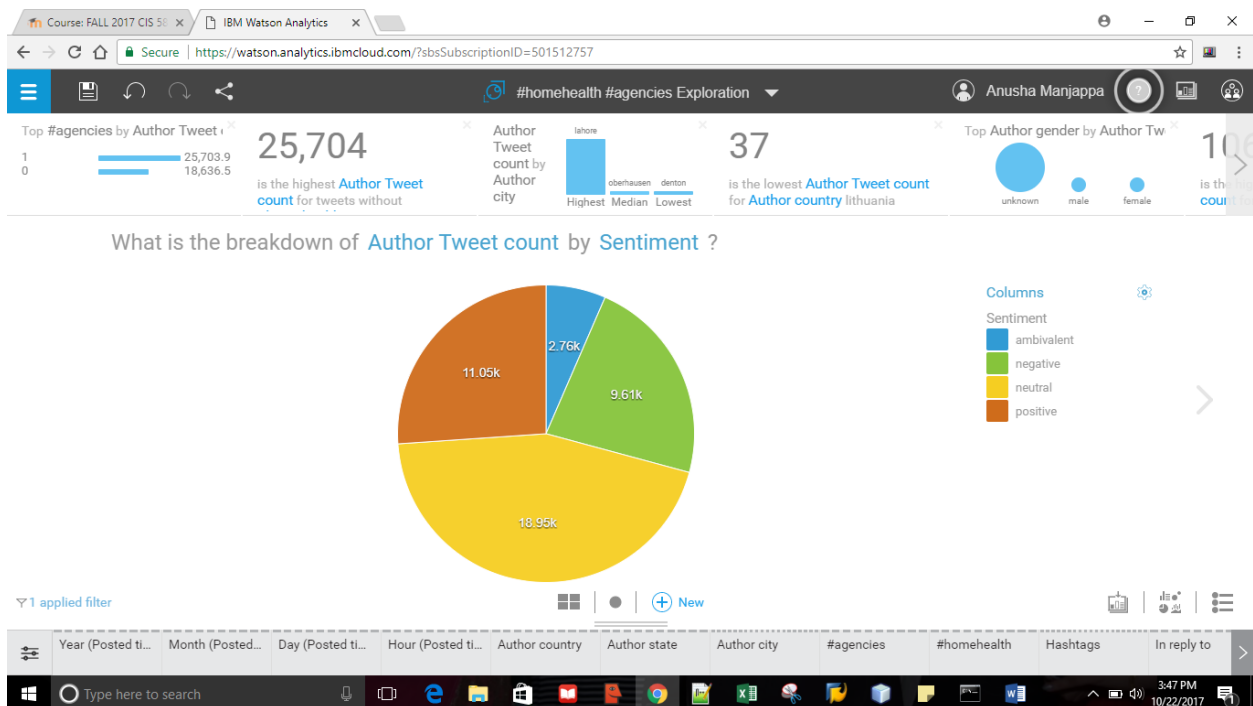 Course: FALL 2017 CIS 58
IBM Watson Analytics
Secure
https://watson.analytics.ibmcloud.com/?sbsSubscriptionID=501512757
#homehealth #agencies Exploration
Anusha Manjappa
?
Top #agencies by Author Tweet
1 25,703.9
0 18,636.5
25,704
is the highest Author Tweet
count for tweets without
Author
Tweet
count by
Author
city
lahore
oberhausen denton
Highest Median Lowest
37
is the lowest Author Tweet count
for Author country lithuania
Top Author gender by Author Tw
unknown male female
What is the breakdown of Author Tweet count by Sentiment ?
2.76k
11.05k
9.61k
18.95k
Columns
Sentiment
ambivalent
negative
neutral
positive
1 applied filter
New
Year (Posted ti... Month (Posted... Day (Posted ti... Hour (Posted ti... Author country Author state Author city #agencies #homehealth Hashtags In reply to
Type here to search
3:47 PM
10/22/2017